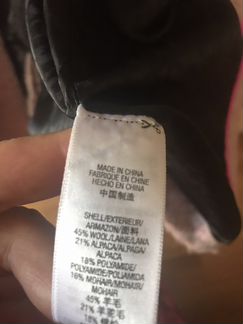 MADE IN CHINA
FABRIQUE EN CHINE
HECHO EN CHINA
中国制造
SHELL/EXTERIEUR/
ARMAZON/面料
45% WOOL/LAINE/LANA
21% ALPACA/ALPAGA/
ALPACA
18% POLYAMIDE/
POLYAMIDE/POLIAMIDA
16% MOHAIR/MOHAIR/
MOHAIR
45% 羊毛
21% 羊驼毛
18%